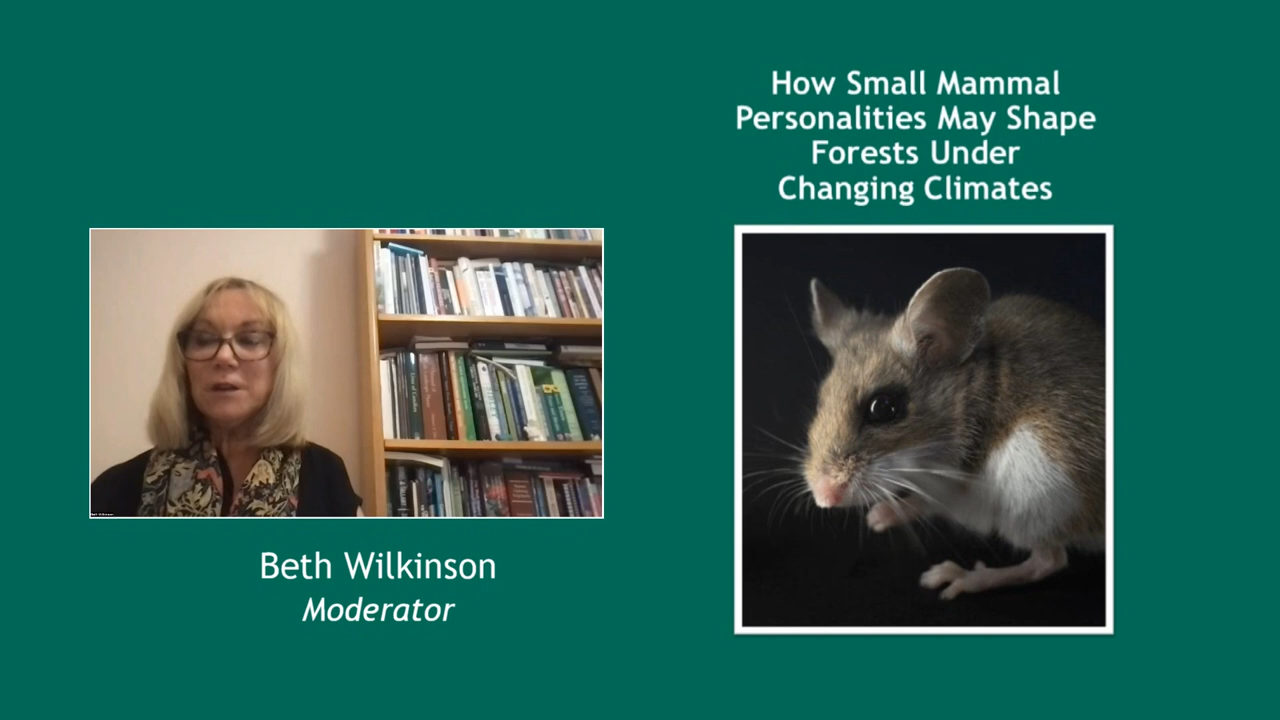 How Small Mammal
Personalities May Shape
Forests Under
Changing Climates
Beth Wilkinson
Moderator